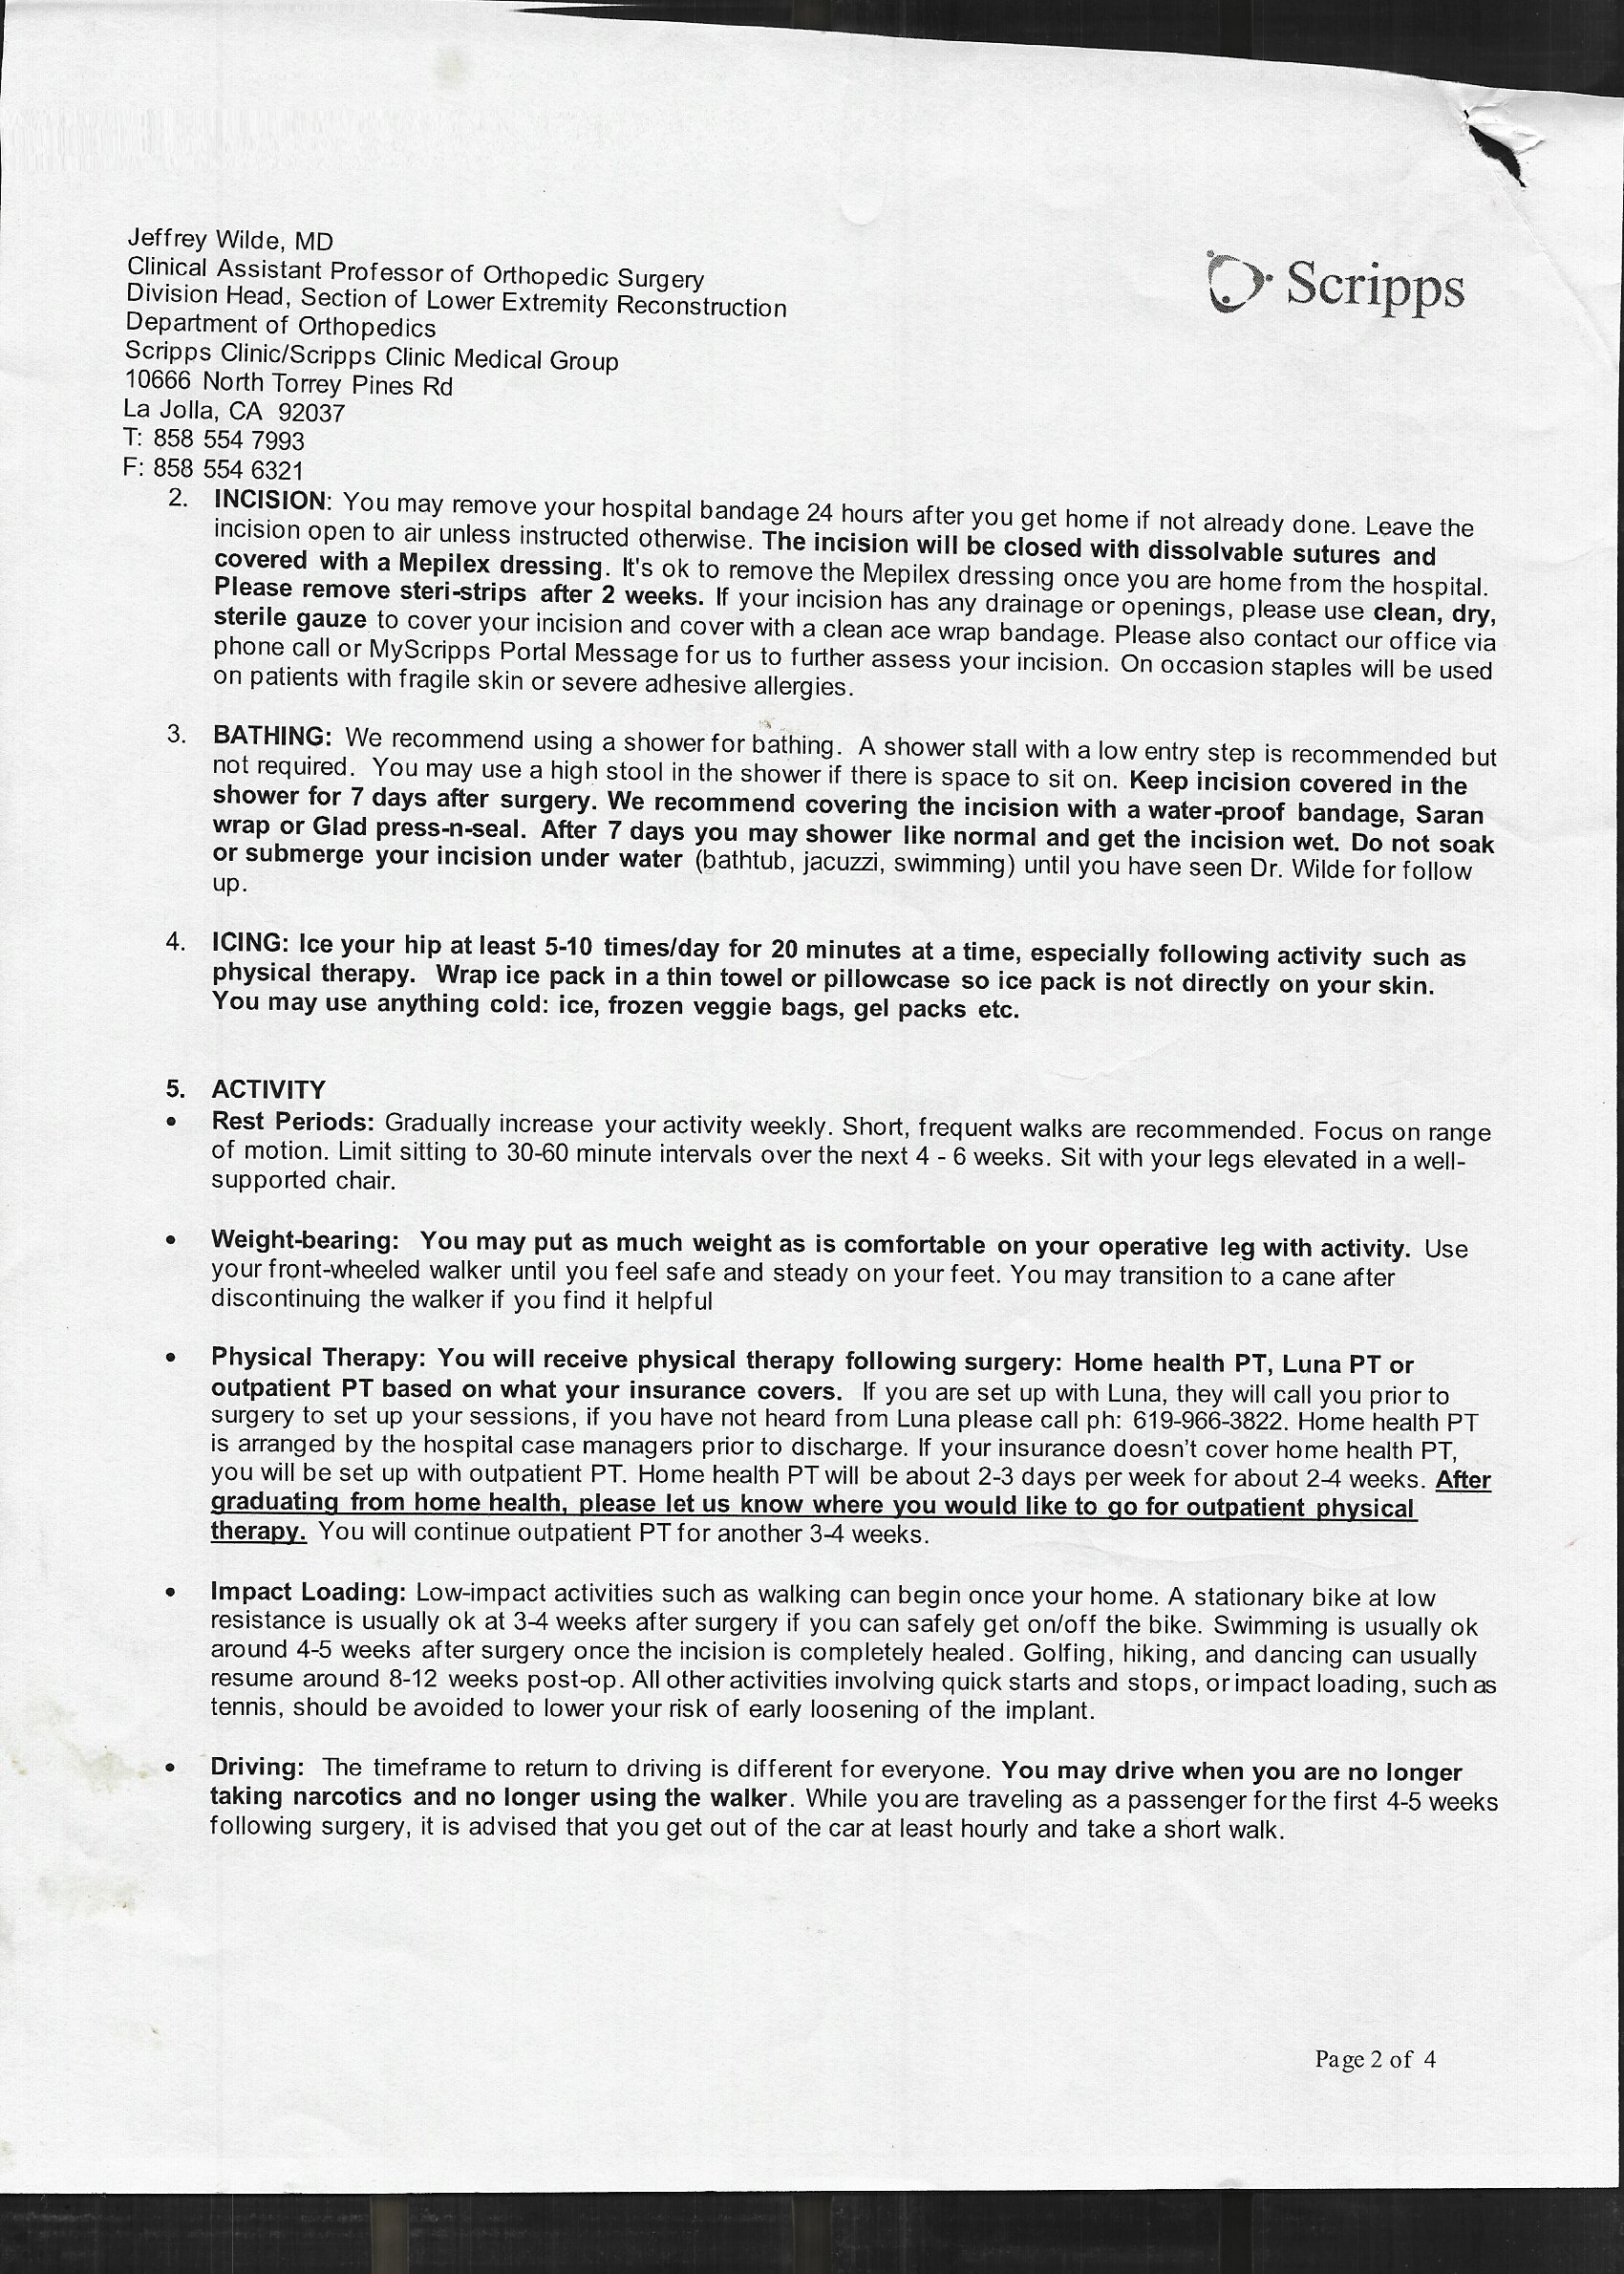 Jeffrey Wilde, MD
Clinical Assistant Professor of Orthopedic Surgery
Division Head, Section of Lower Extremity Reconstruction
Department of Orthopedics
Scripps Clinic/Scripps Clinic Medical Group
10666 North Torrey Pines Rd
La Jolla, CA 92037
T: 858 554 7993
F: 858 554 6321
Scripps
2. INCISION: You may remove your hospital bandage 24 hours after you get home if not already done. Leave the
incision open to air unless instructed otherwise. The incision will be closed with dissolvable sutures and
covered with a Mepilex dressing. It's ok to remove the Mepilex dressing once you are home from the hospital.
Please remove steri-strips after 2 weeks. If your incision has any drainage or openings, please use clean, dry,
sterile gauze to cover your incision and cover with a clean ace wrap bandage. Please also contact our office via
phone call or MyScripps Portal Message for us to further assess your incision. On occasion staples will be used
on patients with fragile skin or severe adhesive allergies.
3. BATHING: We recommend using a shower for bathing. A shower stall with a low entry step is recommended but
not required. You may use a high stool in the shower if there is space to sit on. Keep incision covered in the
shower for 7 days after surgery. We recommend covering the incision with a water-proof bandage, Saran
wrap or Glad press-n-seal. After 7 days you may shower like normal and get the incision wet. Do not soak
or submerge your incision under water (bathtub, jacuzzi, swimming) until you have seen Dr. Wilde for follow
up.
4. ICING: Ice your hip at least 5-10 times/day for 20 minutes at a time, especially following activity such as
physical therapy. Wrap ice pack in a thin towel or pillowcase so ice pack is not directly on your skin.
You may use anything cold: ice, frozen veggie bags, gel packs etc.
5. ACTIVITY
• Rest Periods: Gradually increase your activity weekly. Short, frequent walks are recommended. Focus on range
of motion. Limit sitting to 30-60 minute intervals over the next 4 - 6 weeks. Sit with your legs elevated in a well-
supported chair.
• Weight-bearing: You may put as much weight as is comfortable on your operative leg with activity. Use
your front-wheeled walker until you feel safe and steady on your feet. You may transition to a cane after
discontinuing the walker if you find it helpful
• Physical Therapy: You will receive physical therapy following surgery: Home health PT, Luna PT or
outpatient PT based on what your insurance covers. If you are set up with Luna, they will call you prior to
surgery to set up your sessions, if you have not heard from Luna please call ph: 619-966-3822. Home health PT
is arranged by the hospital case managers prior to discharge. If your insurance doesn't cover home health PT,
you will be set up with outpatient PT. Home health PT will be about 2-3 days per week for about 2-4 weeks. After
graduating from home health, please let us know where you would like to go for outpatient physical
therapy. You will continue outpatient PT for another 3-4 weeks.
• Impact Loading: Low-impact activities such as walking can begin once your home. A stationary bike at low
resistance is usually ok at 3-4 weeks after surgery if you can safely get on/off the bike. Swimming is usually ok
around 4-5 weeks after surgery once the incision is completely healed. Golfing, hiking, and dancing can usually
resume around 8-12 weeks post-op. All other activities involving quick starts and stops, or impact loading, such as
tennis, should be avoided to lower your risk of early loosening of the implant.
• Driving: The timeframe to return to driving is different for everyone. You may drive when you are no longer
taking narcotics and no longer using the walker. While you are traveling as a passenger for the first 4-5 weeks
following surgery, it is advised that you get out of the car at least hourly and take a short walk.
Page 2 of 4